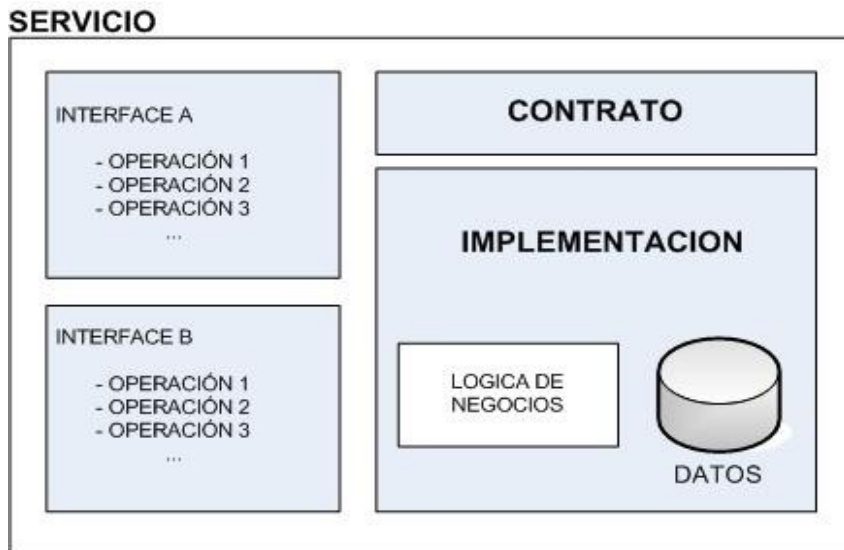 SERVICIO
INTERFACE A
- OPERACIÓN 1
- OPERACIÓN 2
- OPERACIÓN 3
...
INTERFACE B
- OPERACIÓN 1
- OPERACIÓN 2
- OPERACIÓN 3
...
CONTRATO
IMPLEMENTACION
LOGICA DE
NEGOCIOS
DATOS